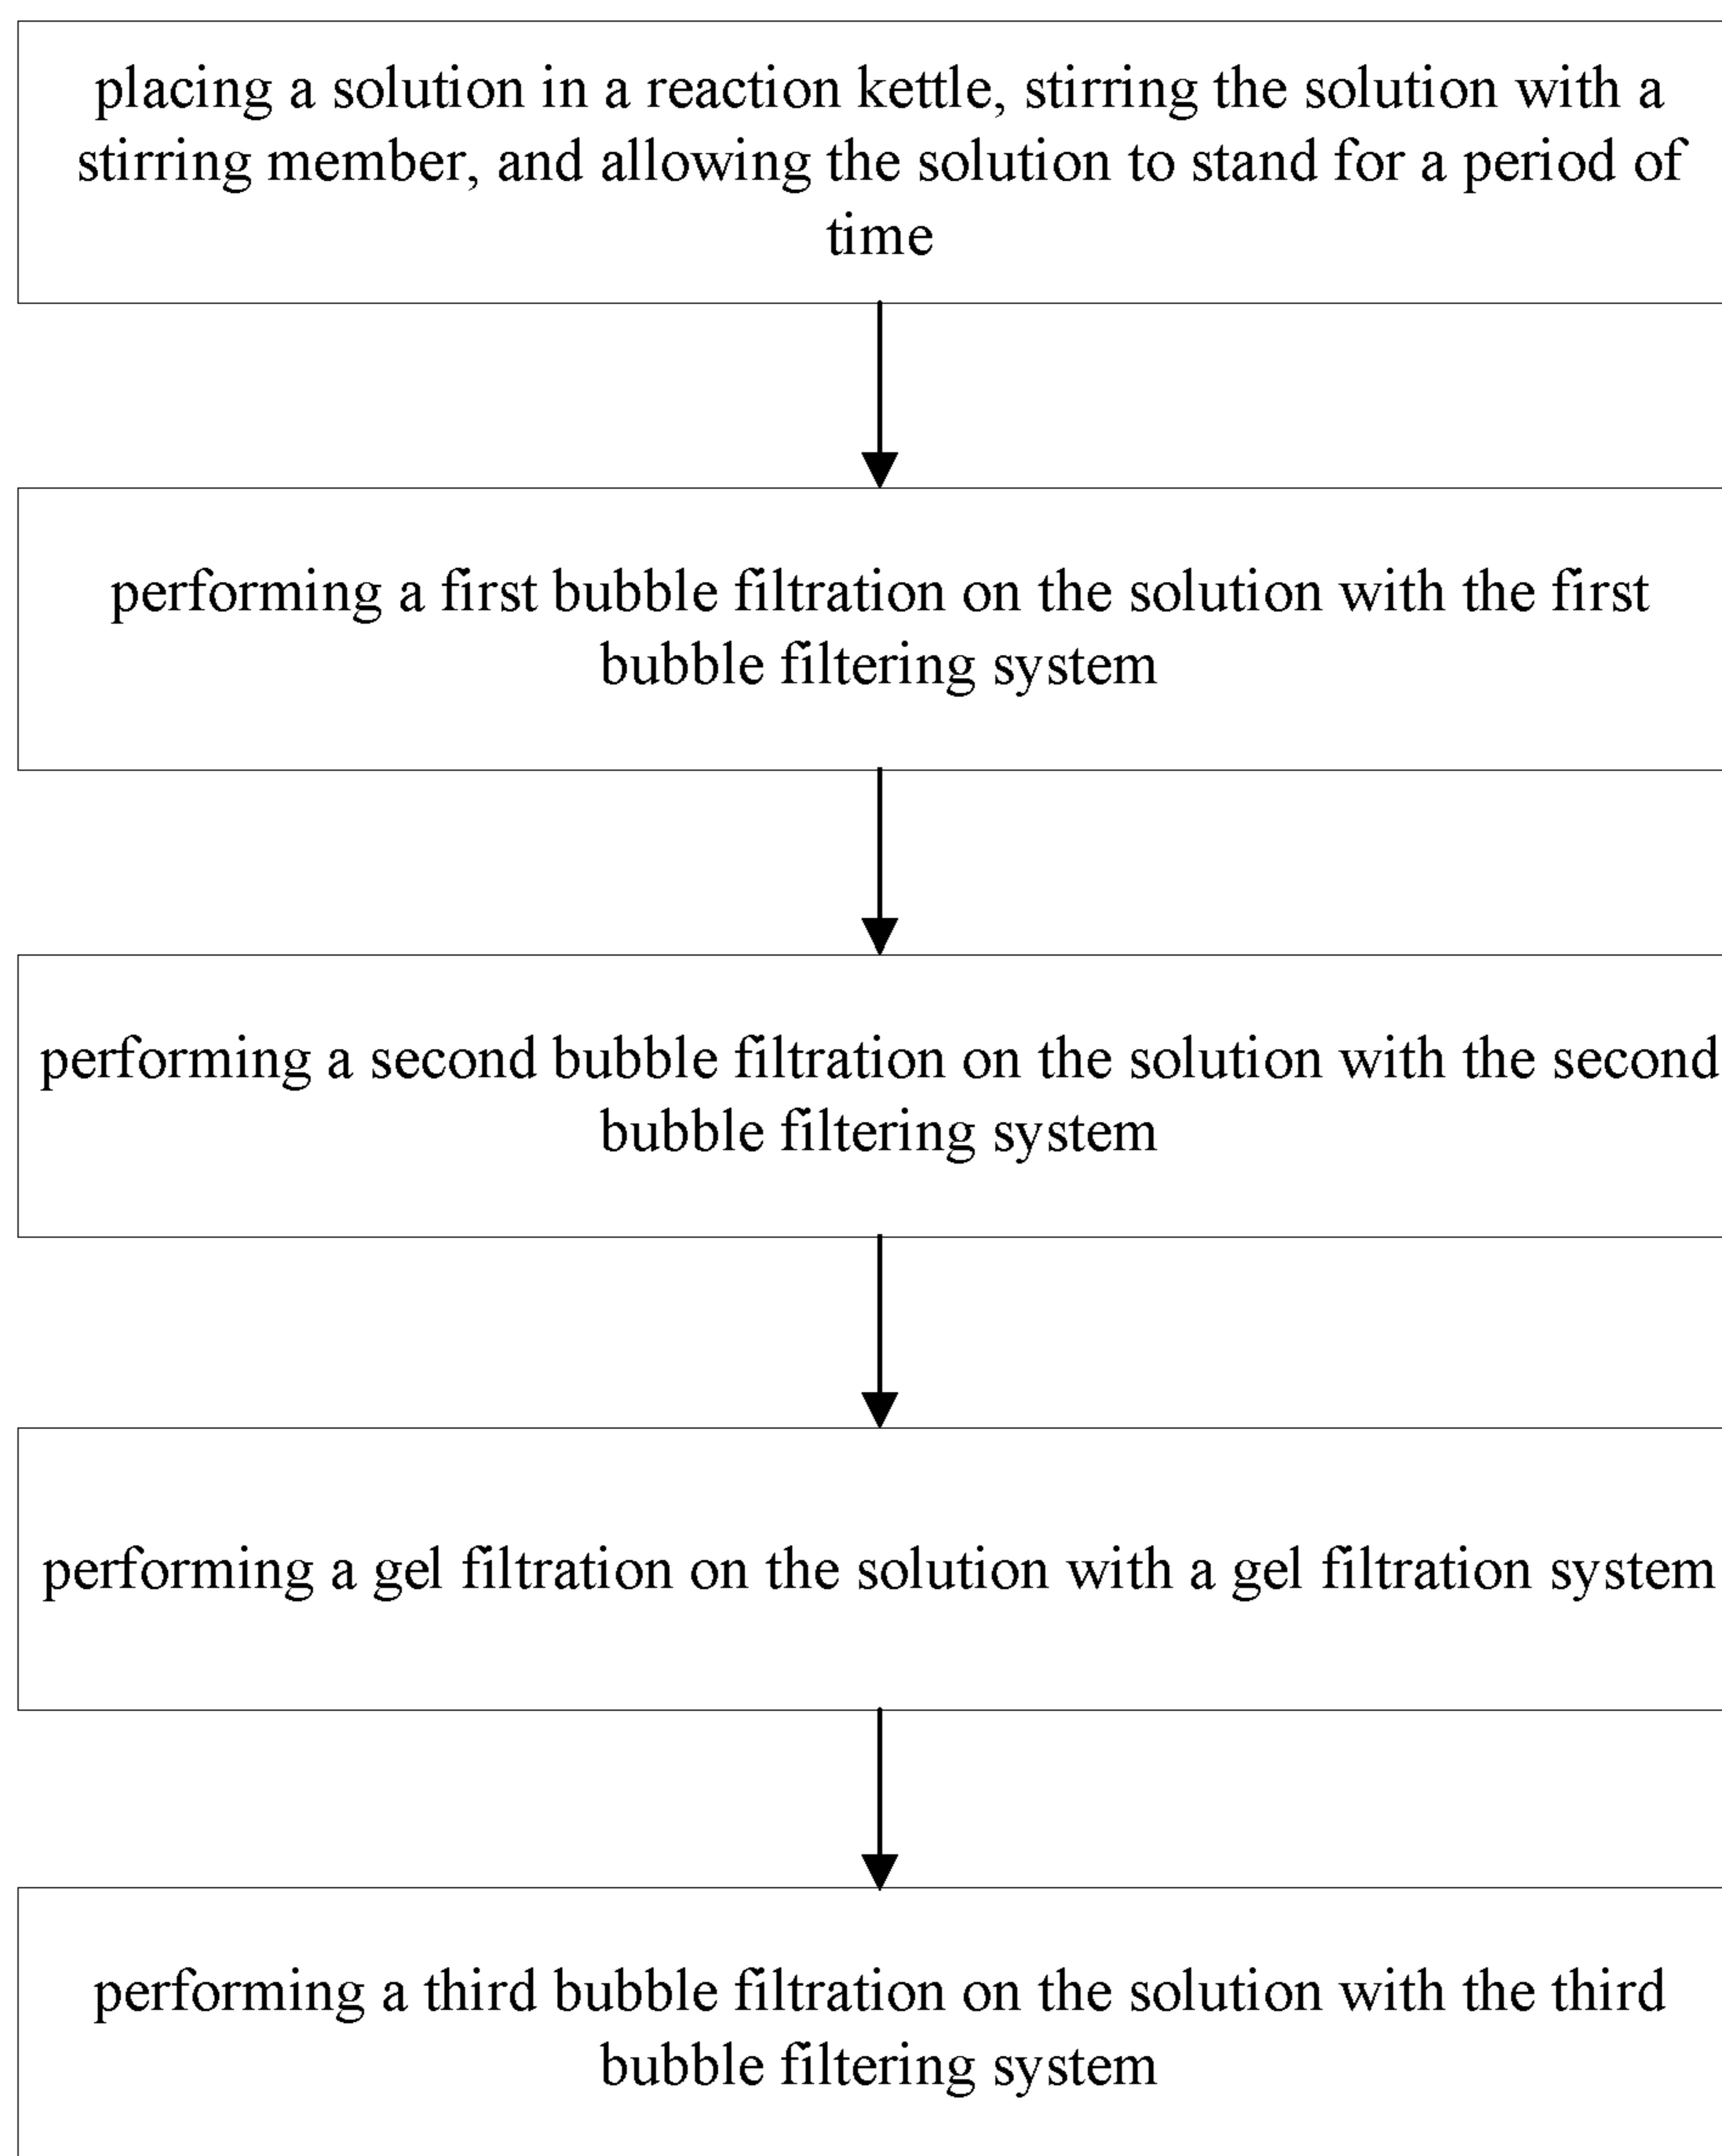 placing a solution in a reaction kettle, stirring the solution with a
stirring member, and allowing the solution to stand for a period of
time
performing a first bubble filtration on the solution with the first
bubble filtering system
performing a second bubble filtration on the solution with the second
bubble filtering system
performing a gel filtration on the solution with a gel filtration system
performing a third bubble filtration on the solution with the third
bubble filtering system